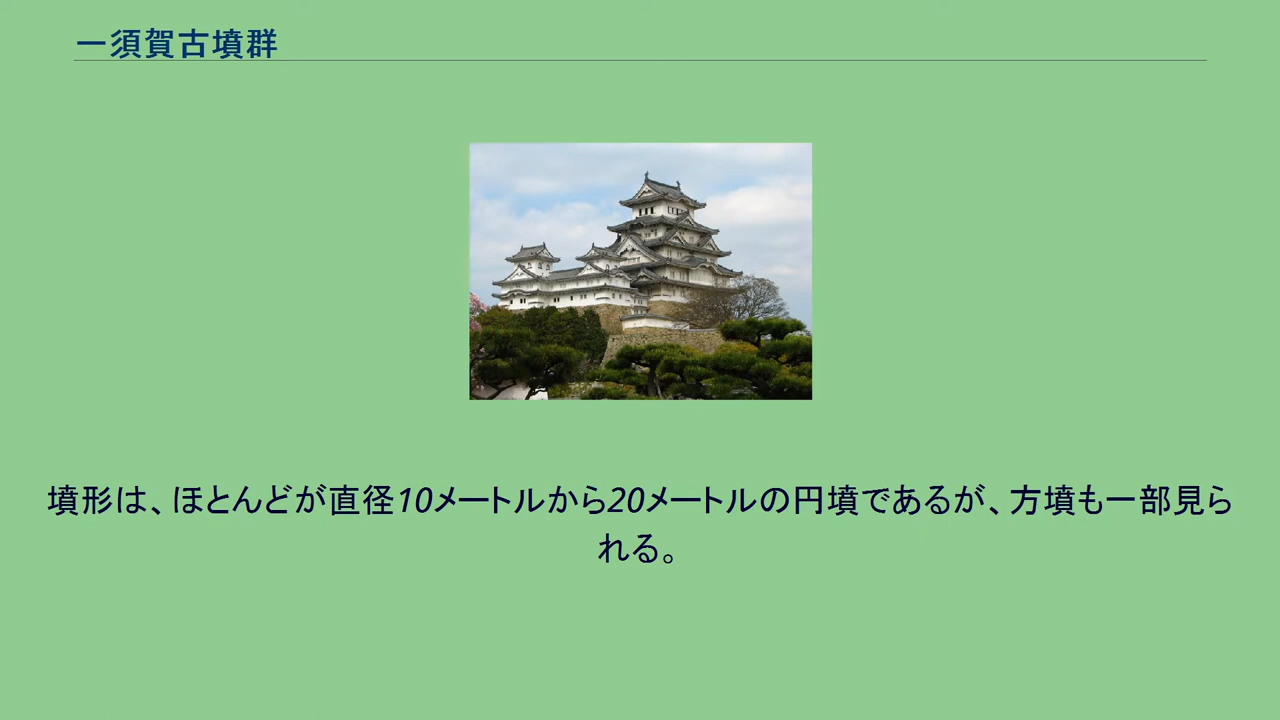 一須賀古墳群
墳形は、ほとんどが直径10メートルから20メートルの円墳であるが、方墳も一部見ら
れる。